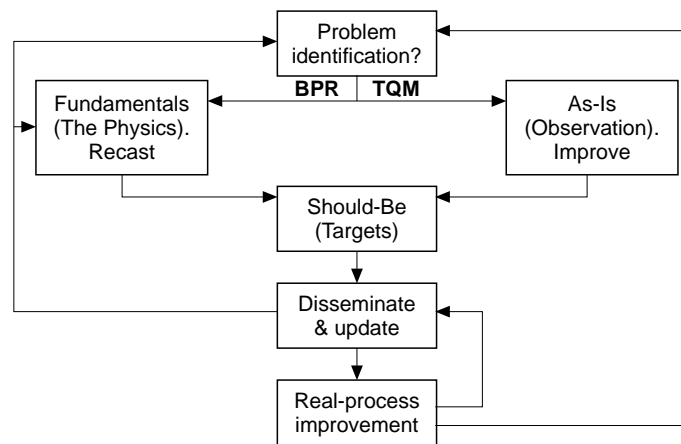 Problem
identification?
BPR TQM
Fundamentals
(The Physics).
Recast
As-Is
(Observation).
Improve
Should-Be
(Targets)
Disseminate
& update
Real-process
improvement